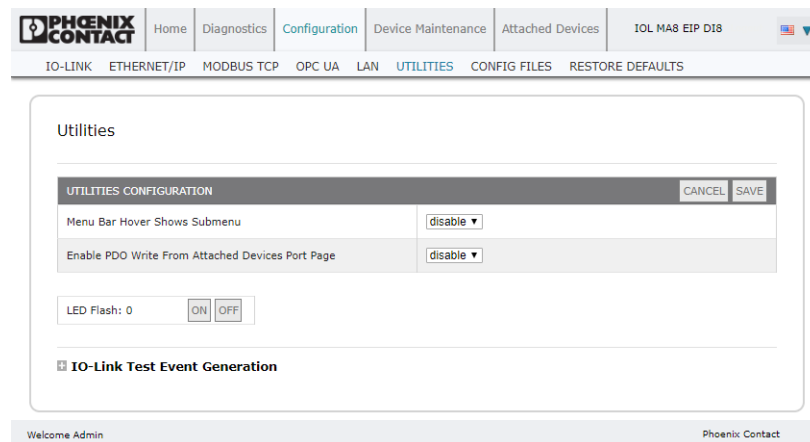 PHŒNIX CONTACT
Home Diagnostics Configuration Device Maintenance Attached Devices IOL MA8 EIP DI8
IO-LINK ETHERNET/IP MODBUS TCP OPC UA LAN UTILITIES CONFIG FILES RESTORE DEFAULTS
Utilities
UTILITIES CONFIGURATION CANCEL SAVE
Menu Bar Hover Shows Submenu disable
Enable PDO Write From Attached Devices Port Page disable
LED Flash: 0 ON OFF
IO-Link Test Event Generation
Welcome Admin Phoenix Contact